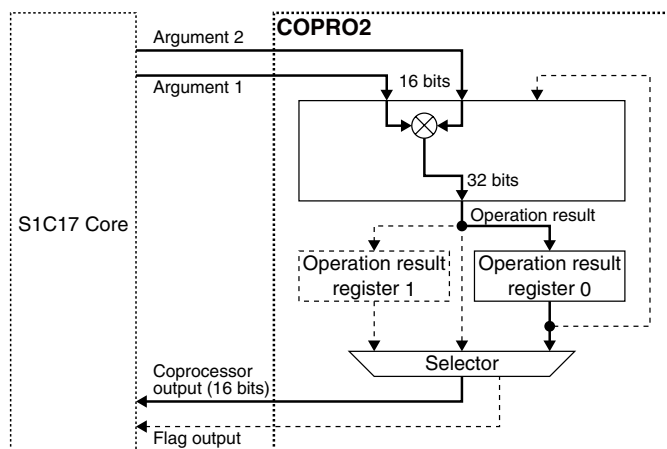 COPRO2
Argument 2
Argument 1
16 bits
32 bits
S1C17 Core
Operation result
Operation result
register 1
Operation result
register 0
Selector
Coprocessor
output (16 bits)
Flag output